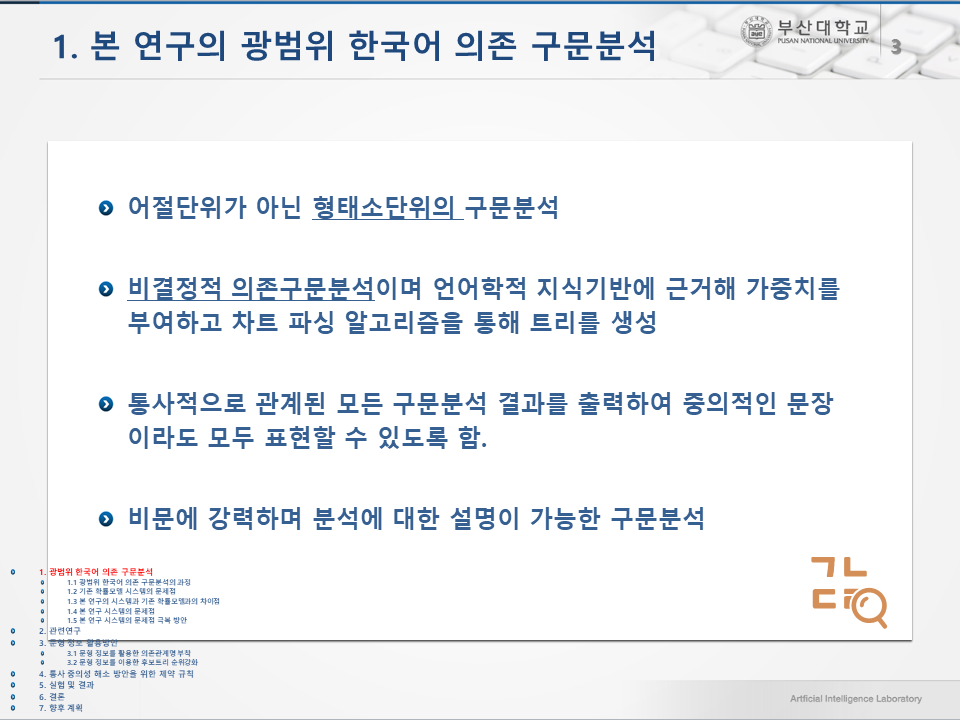 1. 본 연구의 광범위 한국어 의존 구문분석
부산대학교
PUSAN NATIONAL UNIVERSITY
3
어절단위가 아닌 형태소단위의 구문분석
비결정적 의존구문분석이며 언어학적 지식기반에 근거해 가중치를
부여하고 차트 파싱 알고리즘을 통해 트리를 생성
통사적으로 관계된 모든 구문분석 결과를 출력하여 중의적인 문장
이라도 모두 표현할 수 있도록 함.
비문에 강력하며 분석에 대한 설명이 가능한 구문분석
1. 광범위 한국어 의존 구문분석
1.1 광범위 한국어 의존 구문분석의 과정
1.2 기존 확률모델 시스템의 문제점
1.3 본 연구의 시스템과 기존 확률모델과의 차이점
1.4 본 연구 시스템의 문제점
1.5 본 연구 시스템의 문제점 극복 방안
2. 관련연구
3. 문형 정보 활용방안
3.1 문형 정보를 활용한 의존관계명 부착
3.2 문형 정보를 이용한 후보트리 순위강화
4. 통사 중의성 해소 방안을 위한 제약 규칙
5. 실험 및 결과
6. 결론
7. 향후 계획
Artficial Intelligence Laboratory